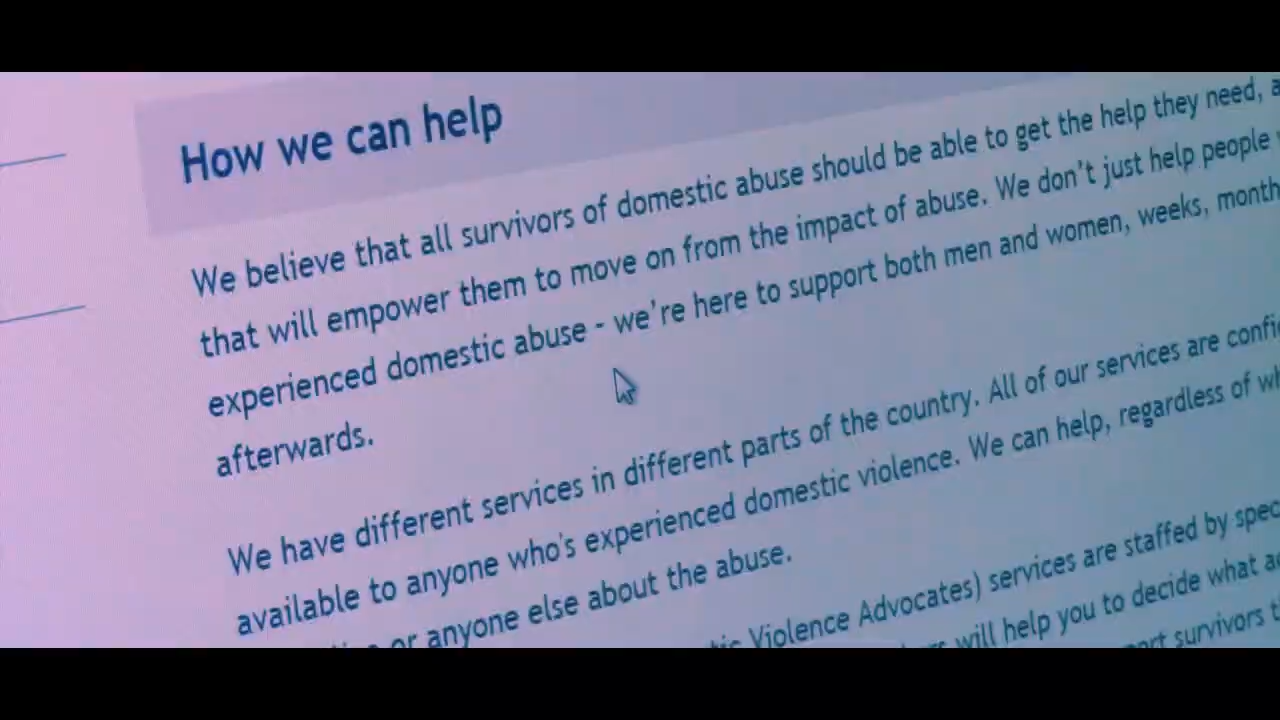 How we can help
We believe that all survivors of domestic abuse should be able to get the help they need,
that will empower them to move on from the impact of abuse. We don't just help people
experienced domestic abuse - we're here to support both men and women, weeks,
afterwards.
We have different services in different parts of the country. All of our services are
available to anyone who's experienced domestic violence. We can help, regardless of
or anyone else about the abuse.
Violence Advocates) services are staffed by
will help you to decide what
survivors